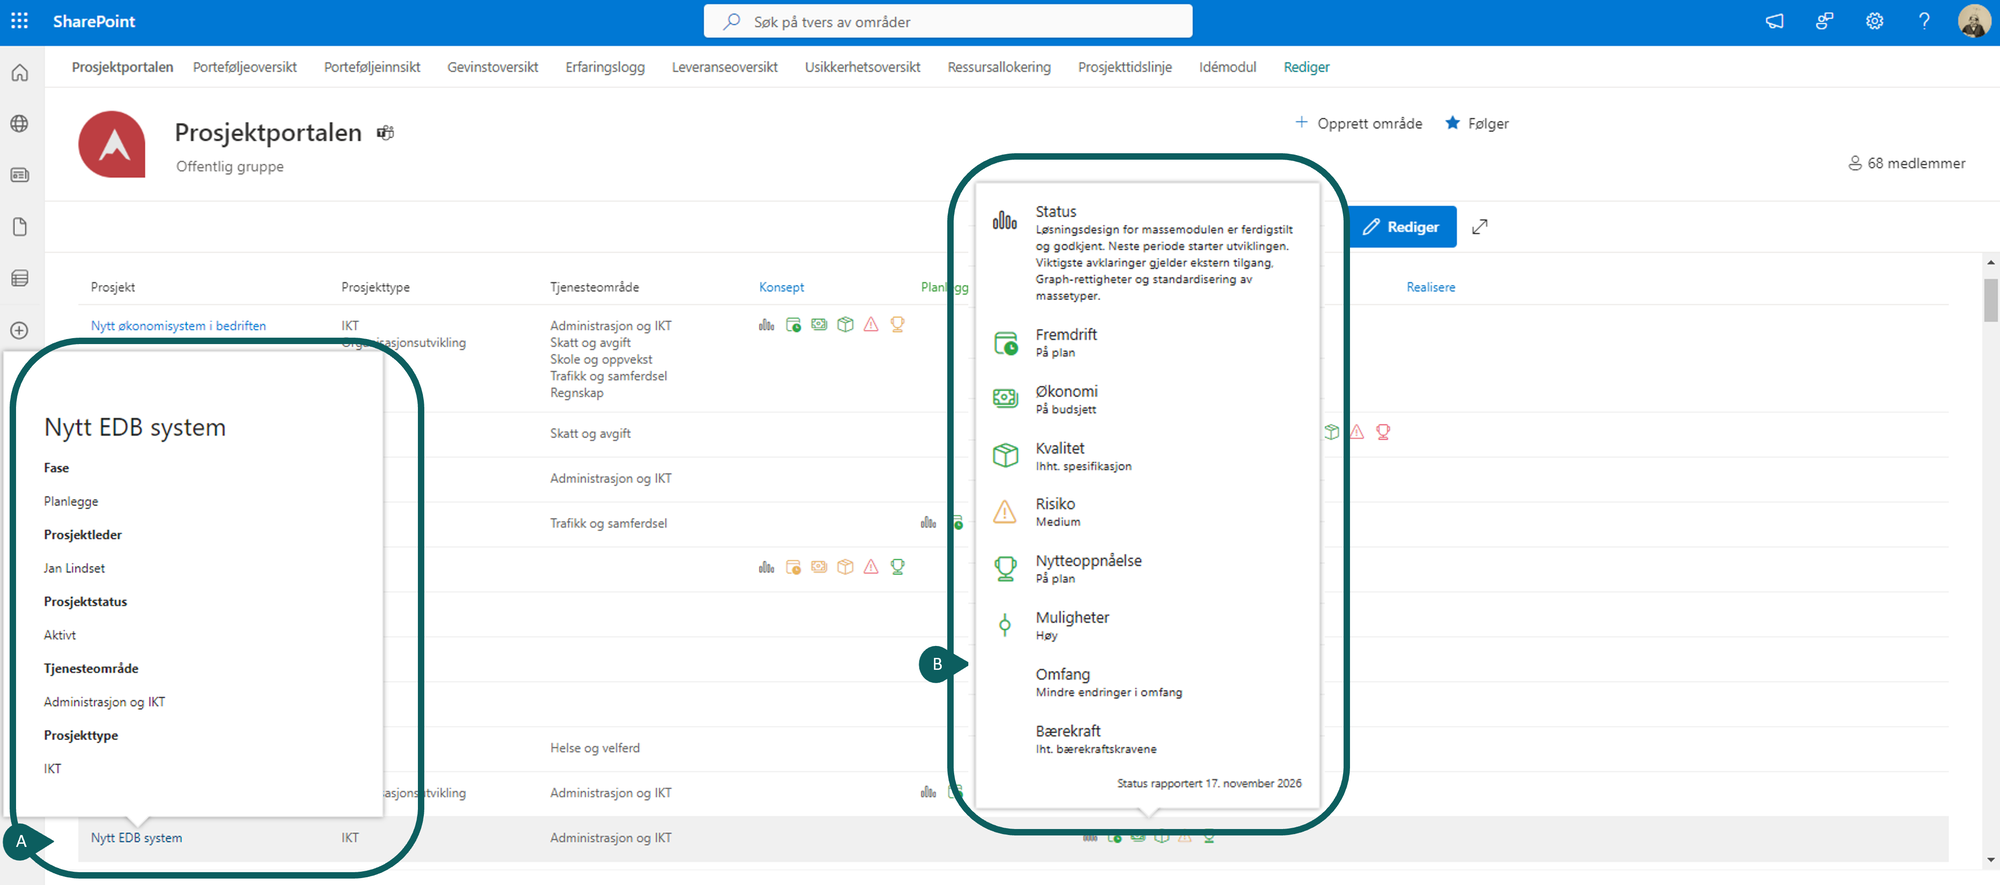 SharePoint
Søk på tvers av områder
Prosjektportalen Porteføljeoversikt Porteføljeinnsikt Gevinstoversikt Erfaringslogg Leveranseoversikt Usikkerhetsoversikt Ressursallokering Prosjekttidslinje Idémodul Rediger
Prosjektportalen
Offentlig gruppe
Opprett område Følger
68 medlemmer
Rediger
Prosjekt Prosjekttype Tjenesteområde Konsept Planlegg Realisere
Nytt økonomisystem i bedriften IKT Administrasjon og IKT
Organisasjonsutvikling Skatt og avgift
Skole og oppvekst
Trafikk og samferdsel
Regnskap
Skatt og avgift
Administrasjon og IKT
Trafikk og samferdsel
Helse og velferd
asjonsutvikling Administrasjon og IKT
Nytt EDB system IKT Administrasjon og IKT
Nytt EDB system
Fase
Planlegge
Prosjektleder
Jan Lindset
Prosjektstatus
Aktivt
Tjenesteområde
Administrasjon og IKT
Prosjekttype
IKT
A
Status
Løsningsdesign for massemodulen er ferdigstilt
og godkjent. Neste periode starter utviklingen.
Viktigste avklaringer gjelder ekstern tilgang,
Graph-rettigheter og standardisering av
massetyper.
Fremdrift
På plan
Økonomi
På budsjett
Kvalitet
Ihht. spesifikasjon
Risiko
Medium
Nytteoppnåelse
På plan
Muligheter
Høy
Omfang
Mindre endringer i omfang
Bærekraft
Iht. bærekraftskravene
Status rapportert 17. november 2026
B